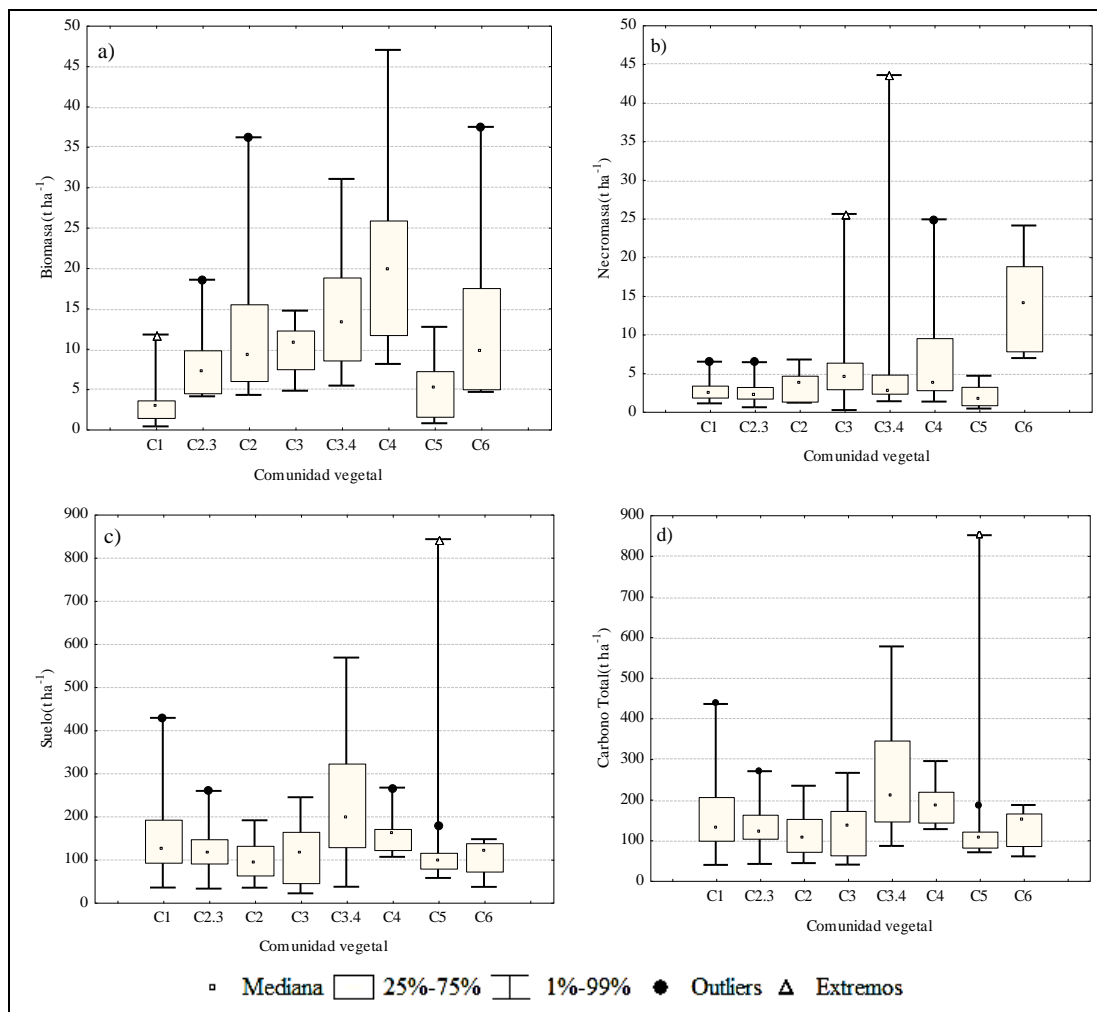 a)
50
45
40
35
30
25
20
15
10
5
0
Biomasa (t ha⁻¹)
C1 C2.3 C2 C3 C3.4 C4 C5 C6
Comunidad vegetal
b)
50
45
40
35
30
25
20
15
10
5
0
Necromasa (t ha⁻¹)
C1 C2.3 C2 C3 C3.4 C4 C5 C6
Comunidad vegetal
c)
900
800
700
600
500
400
300
200
100
0
Suelo (t ha⁻¹)
C1 C2.3 C2 C3 C3.4 C4 C5 C6
Comunidad vegetal
d)
900
800
700
600
500
400
300
200
100
0
Carbono Total (t ha⁻¹)
C1 C2.3 C2 C3 C3.4 C4 C5 C6
Comunidad vegetal
Mediana 25%-75% 1%-99% Outliers Extremos